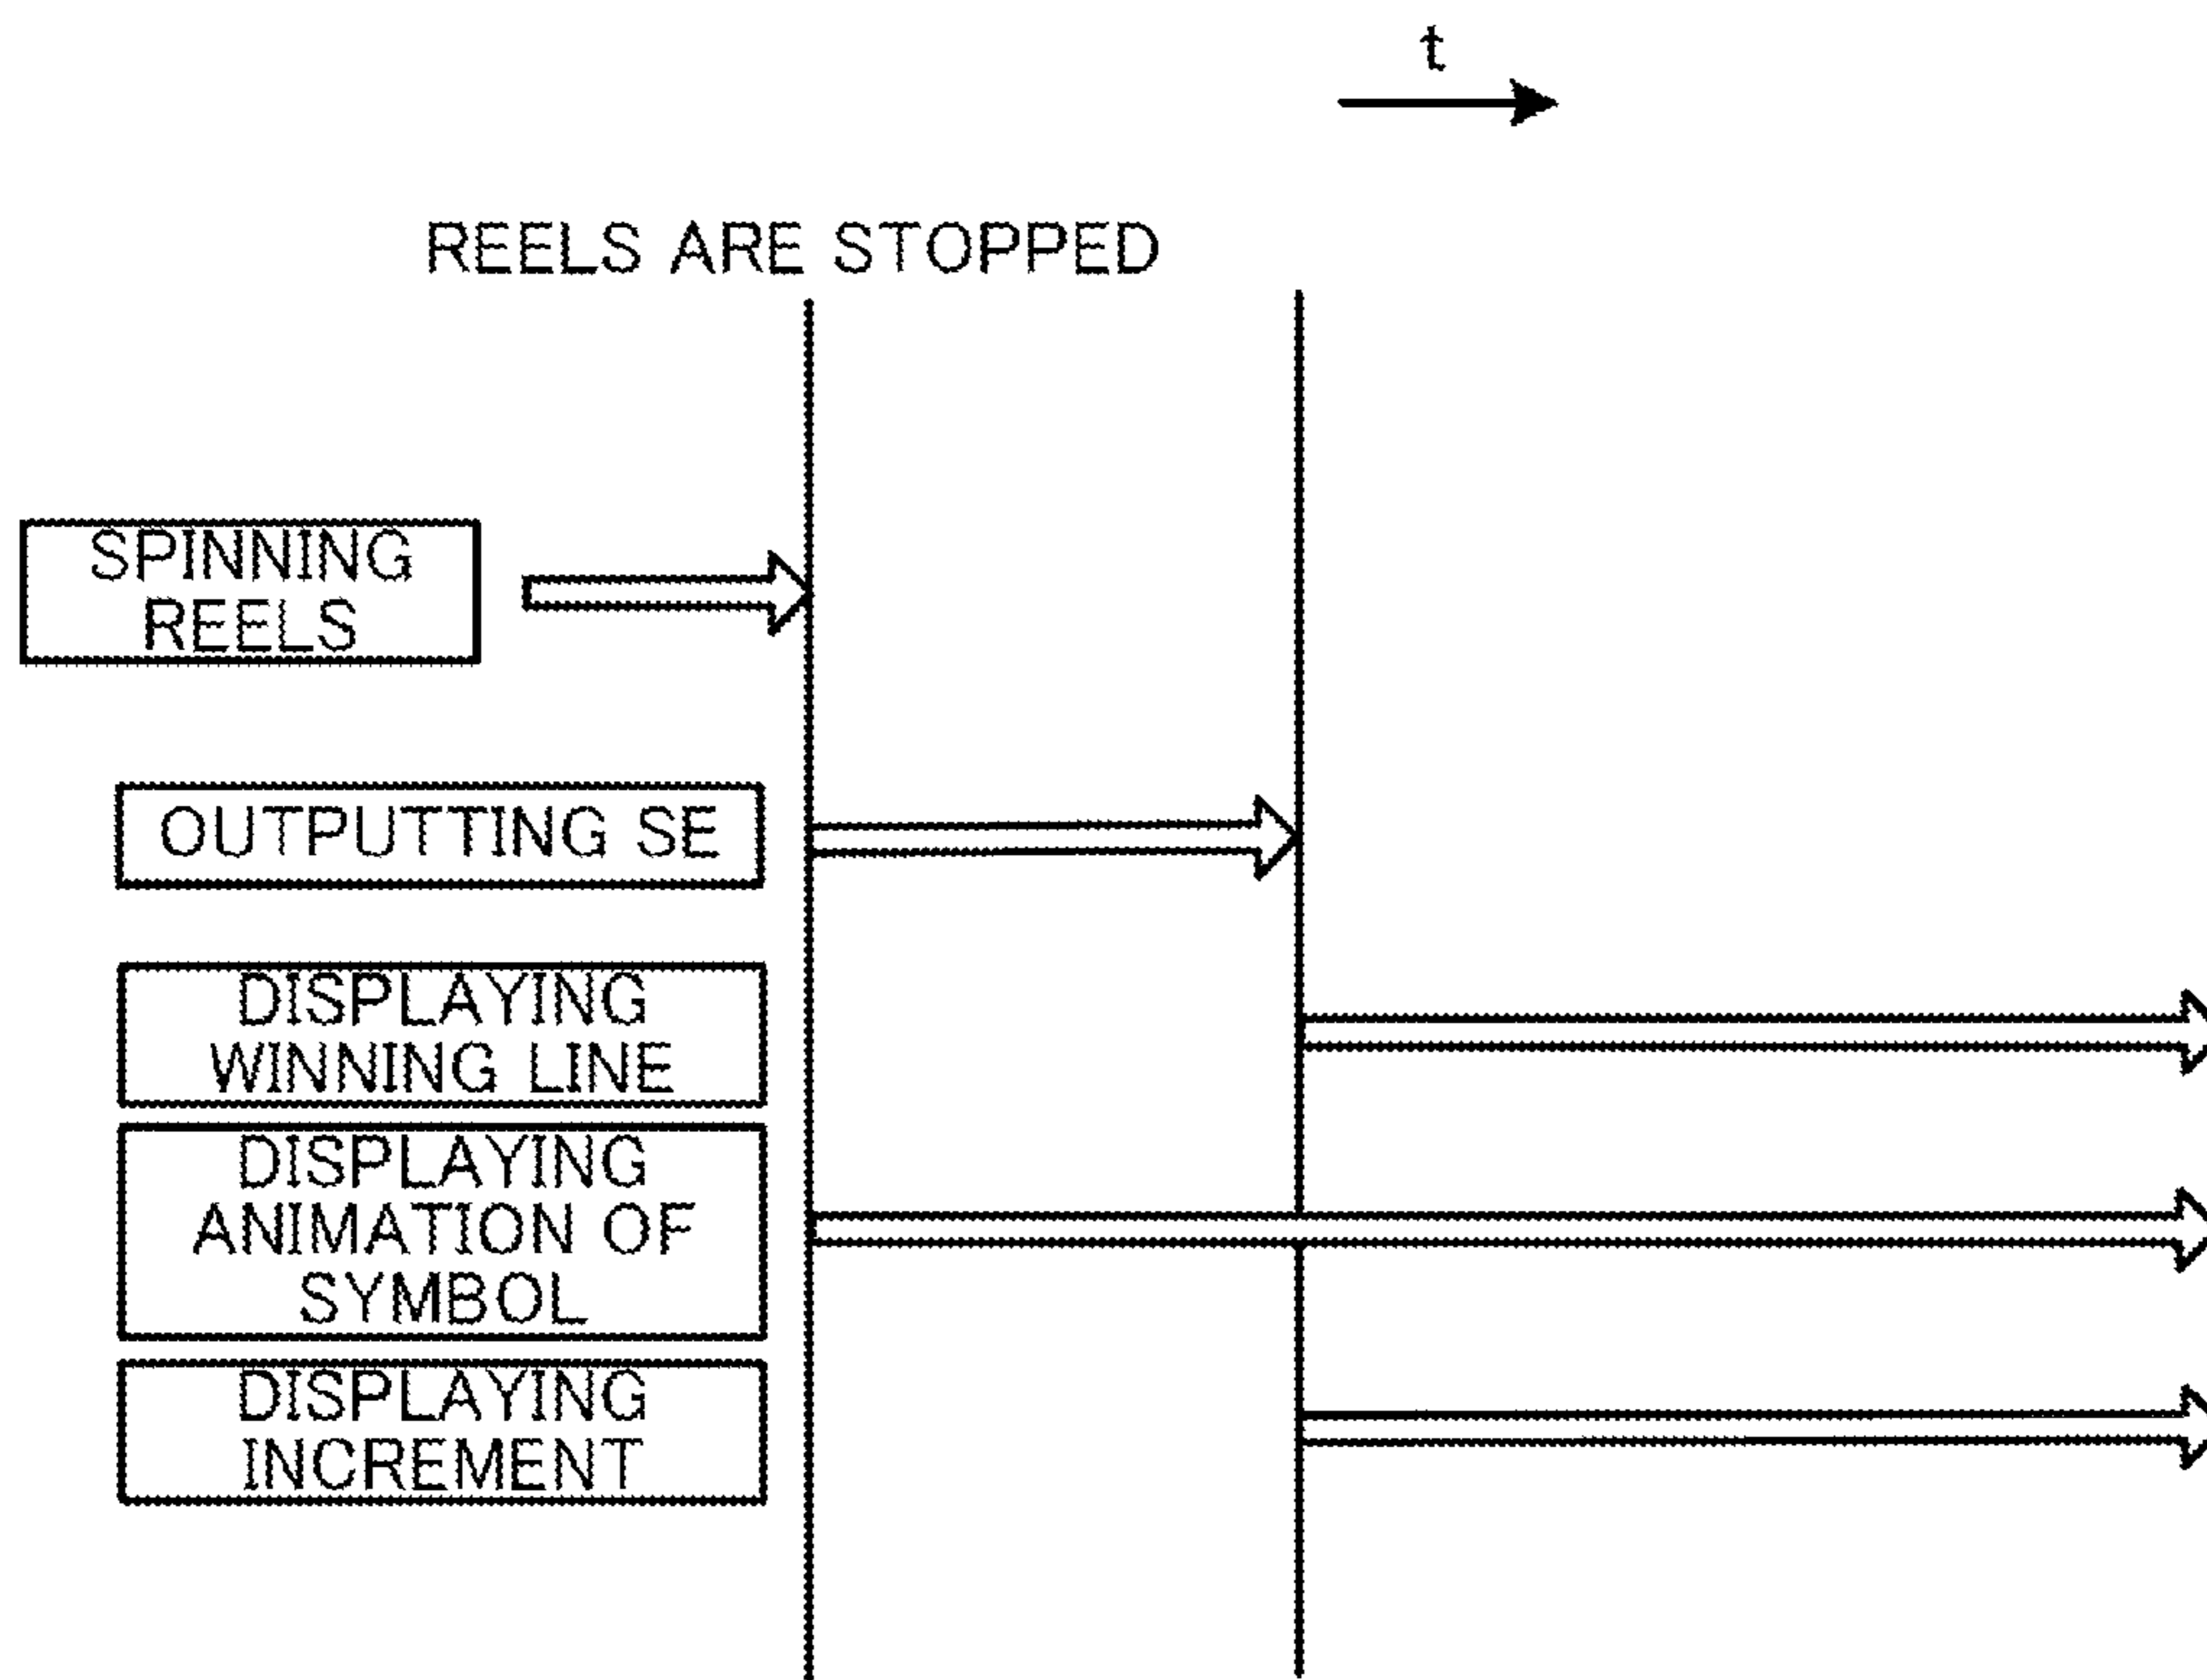 t
REELS ARE STOPPED
SPINNING
REELS
OUTPUTTING SE
DISPLAYING
WINNING LINE
DISPLAYING
ANIMATION OF
SYMBOL
DISPLAYING
INCREMENT